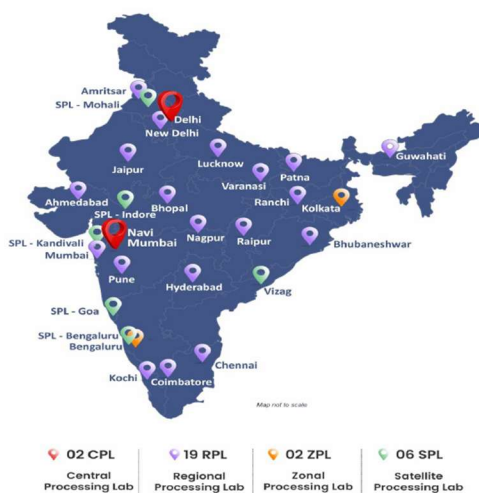 Amritsar
SPL - Mohali
Delhi
New Delhi
Jaipur
Lucknow
Guwahati
Patna
Varanasi
Ahmedabad
SPL - Indore
Bhopal
Ranchi
Kolkata
Navi
Mumbai
SPL - Kandivali
Mumbai
Nagpur
Raipur
Bhubaneshwar
Pune
Hyderabad
Vizag
SPL - Goa
SPL - Bengaluru
Bengaluru
Chennai
Kochi
Coimbatore
Map not to scale
02 CPL
Central
Processing Lab
19 RPL
Regional
Processing Lab
02 ZPL
Zonal
Processing Lab
06 SPL
Satellite
Processing Lab